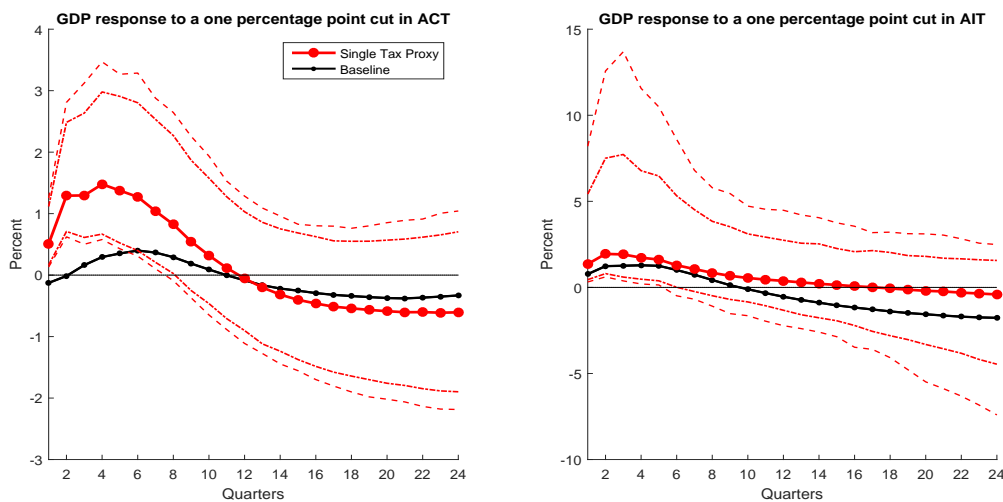 GDP response to a one percentage point cut in ACT
4
3
2
1
0
-1
-2
-3
Percent
2 4 6 8 10 12 14 16 18 20 22 24
Quarters
Single Tax Proxy
Baseline
GDP response to a one percentage point cut in AIT
15
10
5
0
-5
-10
Percent
2 4 6 8 10 12 14 16 18 20 22 24
Quarters